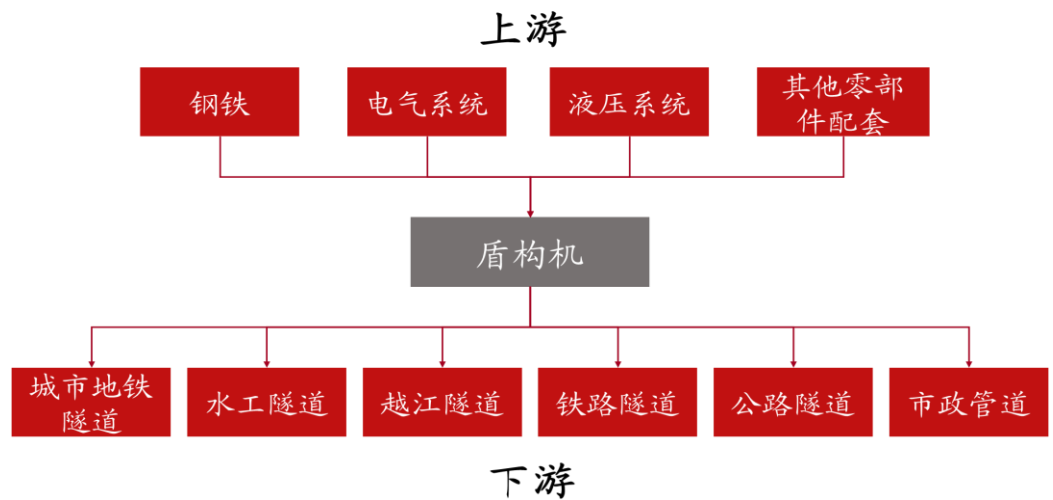 上游
钢铁
电气系统
液压系统
其他零部
件配套
盾构机
城市地铁
隧道
水工隧道
越江隧道
铁路隧道
公路隧道
市政管道
下游